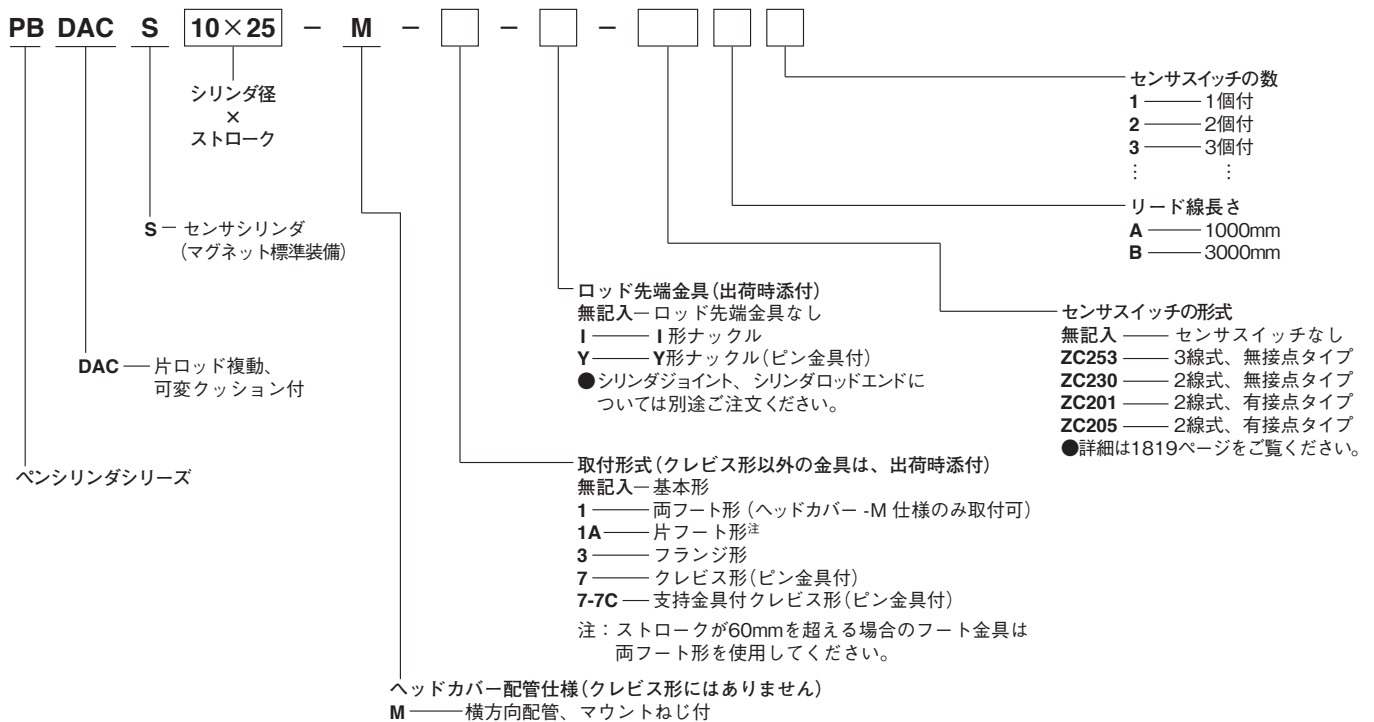 PB DAC S 10×25 － M － － －
シリンダ径
×
ストローク
センサスイッチの数
1 ――― 1個付
2 ――― 2個付
3 ――― 3個付
⋮ ⋮
リード線長さ
A ――― 1000mm
B ――― 3000mm
S － センサシリンダ
(マグネット標準装備)
ロッド先端金具(出荷時添付)
無記入－ロッド先端金具なし
I ――― I 形ナックル
Y ――― Y形ナックル(ピン金具付)
●シリンダジョイント、シリンダロッドエンドに
ついては別途ご注文ください。
センサスイッチの形式
無記入 ―― センサスイッチなし
ZC253 ―― 3線式、無接点タイプ
ZC230 ―― 2線式、無接点タイプ
ZC201 ―― 2線式、有接点タイプ
ZC205 ―― 2線式、有接点タイプ
●詳細は1819ページをご覧ください。
DAC ― 片ロッド複動、
可変クッション付
ペンシリンダシリーズ
取付形式(クレビス形以外の金具は、出荷時添付)
無記入－基本形
1 ――― 両フート形(ヘッドカバー -M 仕様のみ取付可)
1A ―― 片フート形注
3 ――― フランジ形
7 ――― クレビス形(ピン金具付)
7-7C ― 支持金具付クレビス形(ピン金具付)
注：ストロークが60mmを超える場合のフート金具は
両フート形を使用してください。
ヘッドカバー配管仕様(クレビス形にはありません)
M ――― 横方向配管、マウントねじ付